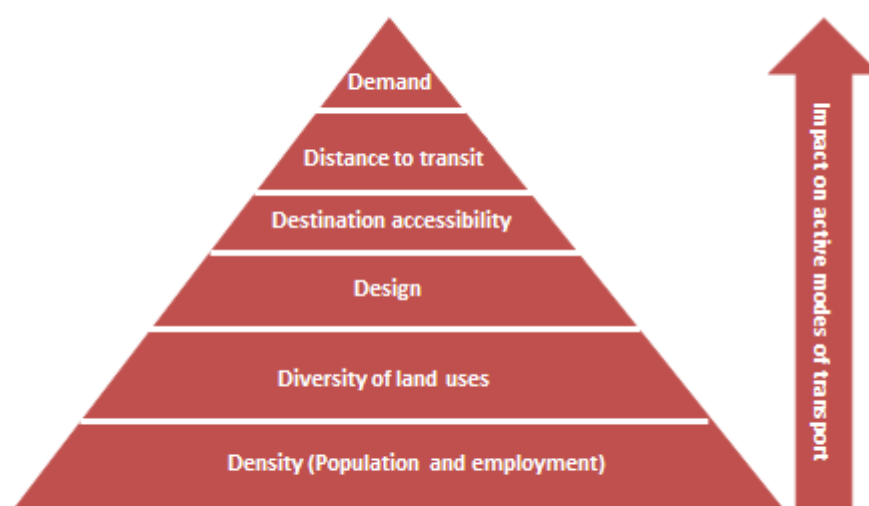 Demand
Distance to transit
Destination accessibility
Design
Diversity of land uses
Density (Population and employment)
Impact on active modes of transport